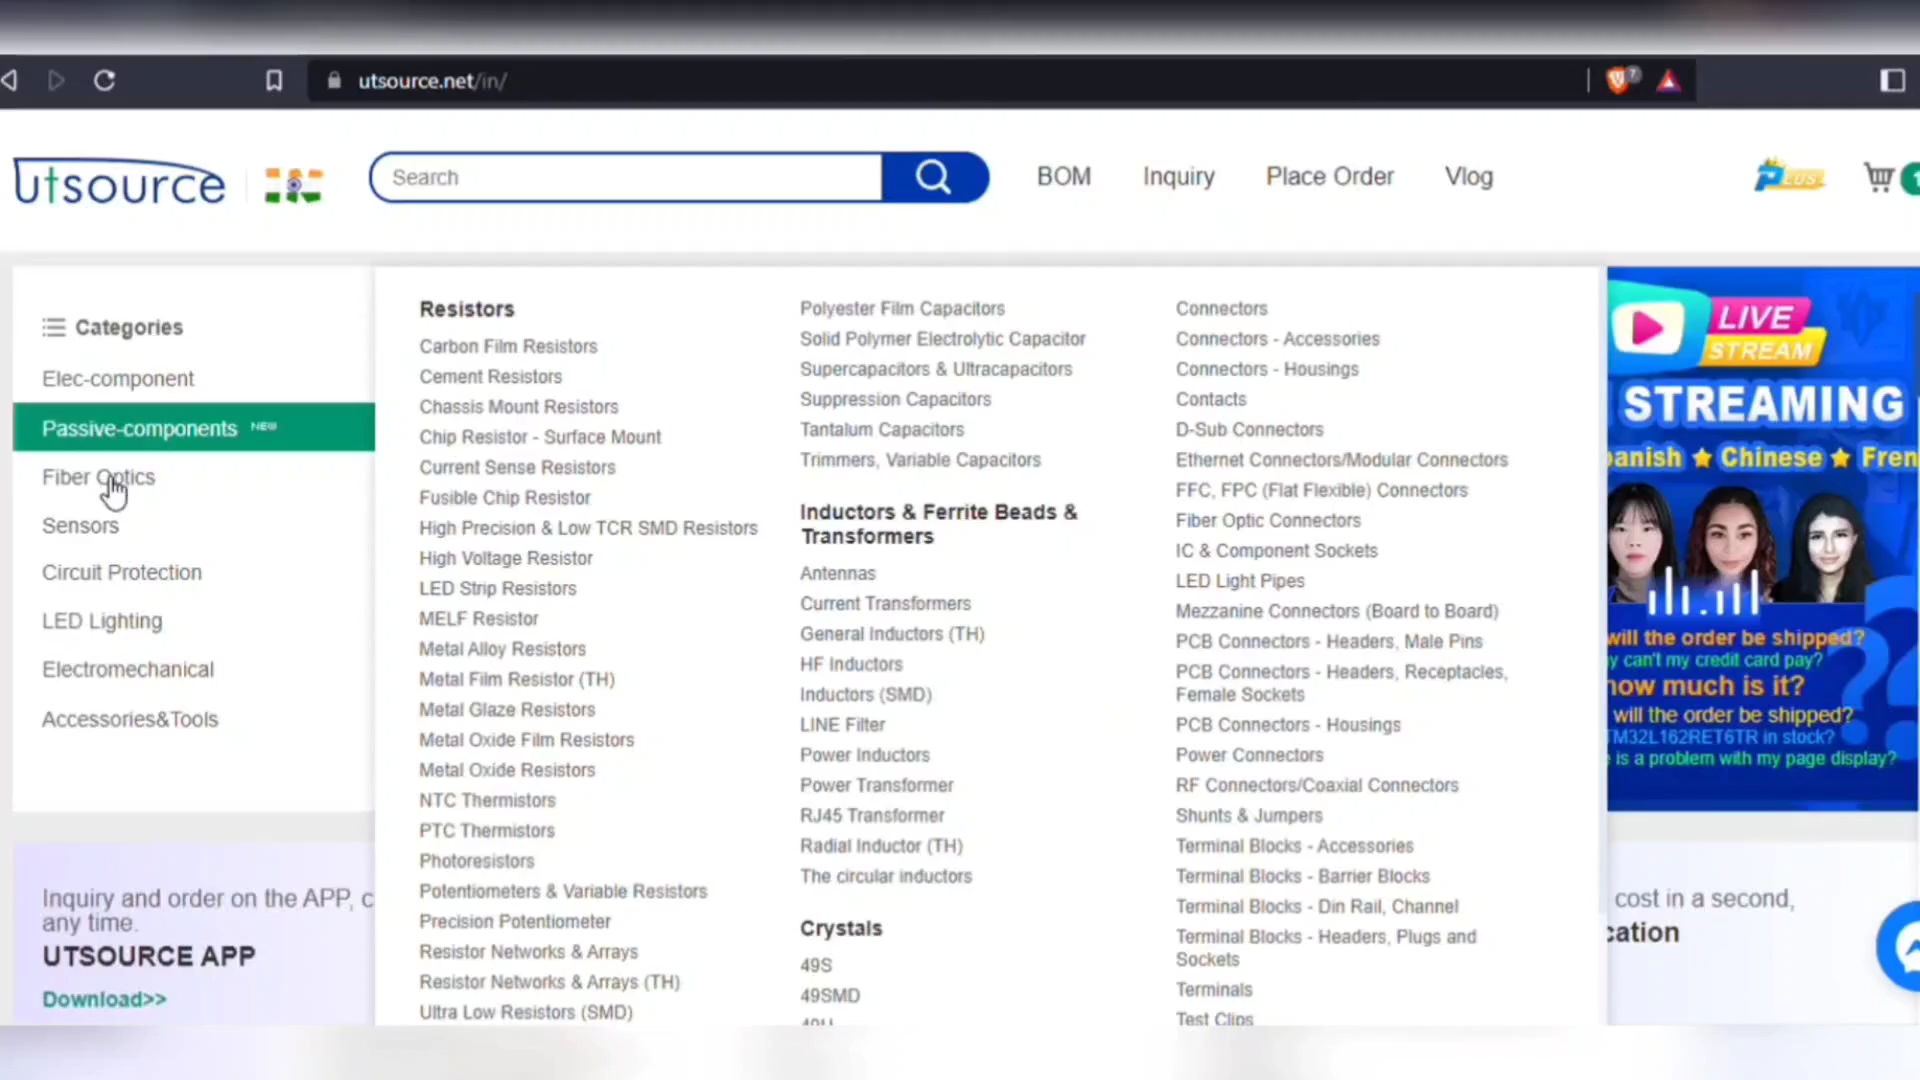 utsource.net/in/
7
utsource
Search
BOM
Inquiry
Place Order
Vlog
PLUS
Categories
Elec-component
Passive-components NEW
Fiber Optics
Sensors
Circuit Protection
LED Lighting
Electromechanical
Accessories&Tools
Resistors
Carbon Film Resistors
Cement Resistors
Chassis Mount Resistors
Chip Resistor - Surface Mount
Current Sense Resistors
Fusible Chip Resistor
High Precision & Low TCR SMD Resistors
High Voltage Resistor
LED Strip Resistors
MELF Resistor
Metal Alloy Resistors
Metal Film Resistor (TH)
Metal Glaze Resistors
Metal Oxide Film Resistors
Metal Oxide Resistors
NTC Thermistors
PTC Thermistors
Photoresistors
Potentiometers & Variable Resistors
Precision Potentiometer
Resistor Networks & Arrays
Resistor Networks & Arrays (TH)
Ultra Low Resistors (SMD)
Polyester Film Capacitors
Solid Polymer Electrolytic Capacitor
Supercapacitors & Ultracapacitors
Suppression Capacitors
Tantalum Capacitors
Trimmers, Variable Capacitors
Inductors & Ferrite Beads &
Transformers
Antennas
Current Transformers
General Inductors (TH)
HF Inductors
Inductors (SMD)
LINE Filter
Power Inductors
Power Transformer
RJ45 Transformer
Radial Inductor (TH)
The circular inductors
Crystals
49S
49SMD
49U
Connectors
Connectors - Accessories
Connectors - Housings
Contacts
D-Sub Connectors
Ethernet Connectors/Modular Connectors
FFC, FPC (Flat Flexible) Connectors
Fiber Optic Connectors
IC & Component Sockets
LED Light Pipes
Mezzanine Connectors (Board to Board)
PCB Connectors - Headers, Male Pins
PCB Connectors - Headers, Receptacles,
Female Sockets
PCB Connectors - Housings
Power Connectors
RF Connectors/Coaxial Connectors
Shunts & Jumpers
Terminal Blocks - Accessories
Terminal Blocks - Barrier Blocks
Terminal Blocks - Din Rail, Channel
Terminal Blocks - Headers, Plugs and
Sockets
Terminals
Test Clips
LIVE
STREAM
STREAMING
anish ★ Chinese ★ Fren
will the order be shipped?
y can't my credit card pay?
how much is it?
will the order be shipped?
TM32L162RET6TR in stock?
is a problem with my page display?
Inquiry and order on the APP, c
any time.
UTSOURCE APP
Download>>
cost in a second,
cation